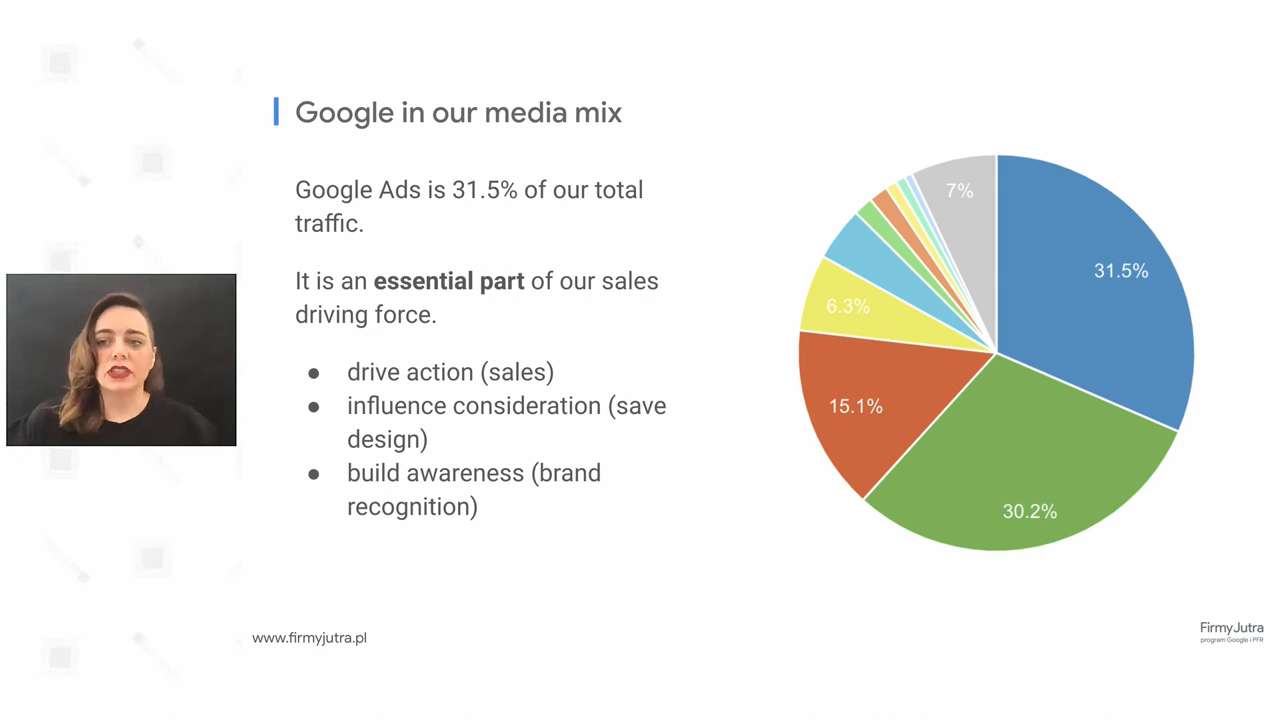 Google in our media mix
Google Ads is 31.5% of our total
traffic.
It is an essential part of our sales
driving force.
● drive action (sales)
● influence consideration (save
design)
● build awareness (brand
recognition)
7%
31.5%
6.3%
15.1%
30.2%
www.firmyjutra.pl
FirmyJutra
program Google i PFR